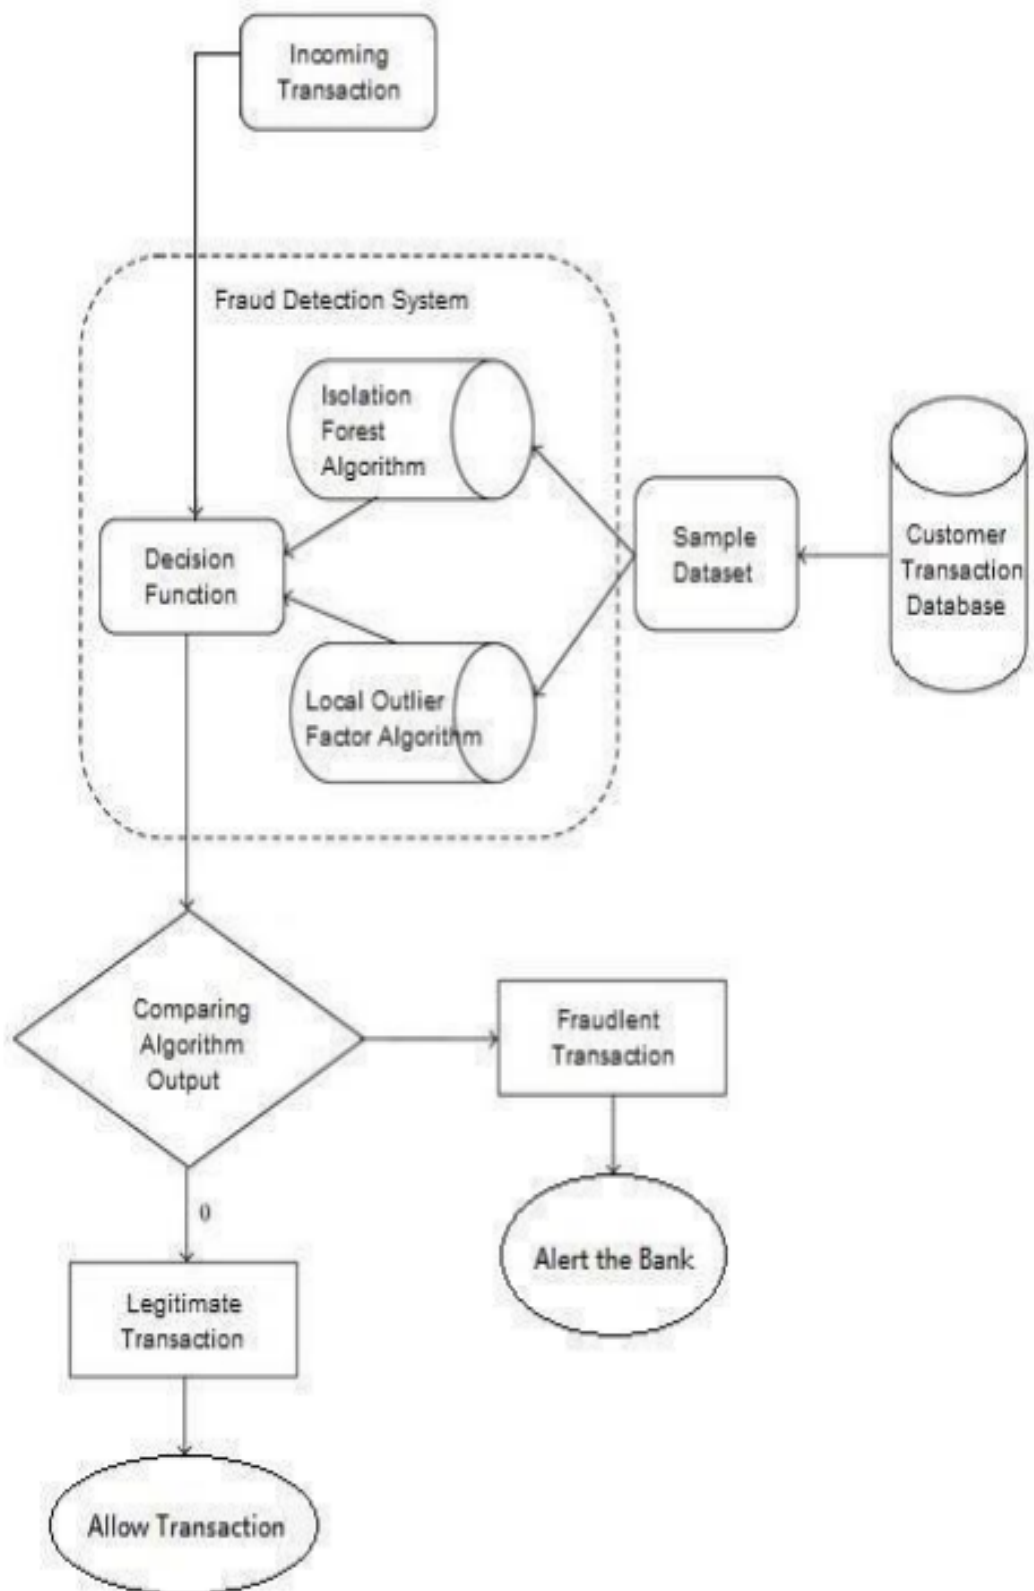 Incoming
Transaction
Fraud Detection System
Isolation
Forest
Algorithm
Decision
Function
Sample
Dataset
Customer
Transaction
Database
Local Outlier
Factor Algorithm
Comparing
Algorithm
Output
Fraudlent
Transaction
0
Alert the Bank
Legitimate
Transaction
Allow Transaction